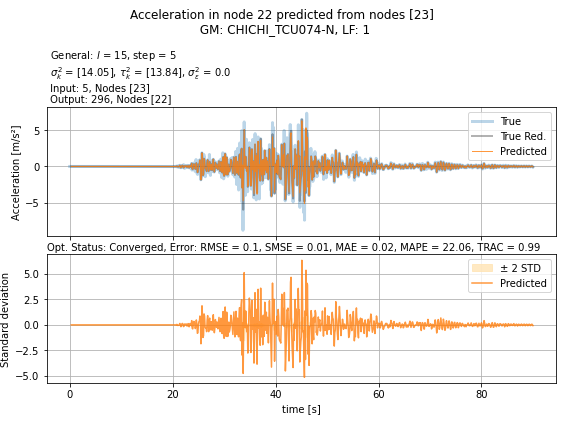 Acceleration in node 22 predicted from nodes [23]
GM: CHICHI_TCU074-N, LF: 1
General: l = 15, step = 5
σ²ₖ = [14.05], τ²ₖ = [13.84], σ²ε = 0.0
Input: 5, Nodes [23]
Output: 296, Nodes [22]
Acceleration [m/s²]
5
0
−5
True
True Red.
Predicted
Opt. Status: Converged, Error: RMSE = 0.1, SMSE = 0.01, MAE = 0.02, MAPE = 22.06, TRAC = 0.99
Standard deviation
5.0
2.5
0.0
−2.5
−5.0
± 2 STD
Predicted
0 20 40 60 80
time [s]